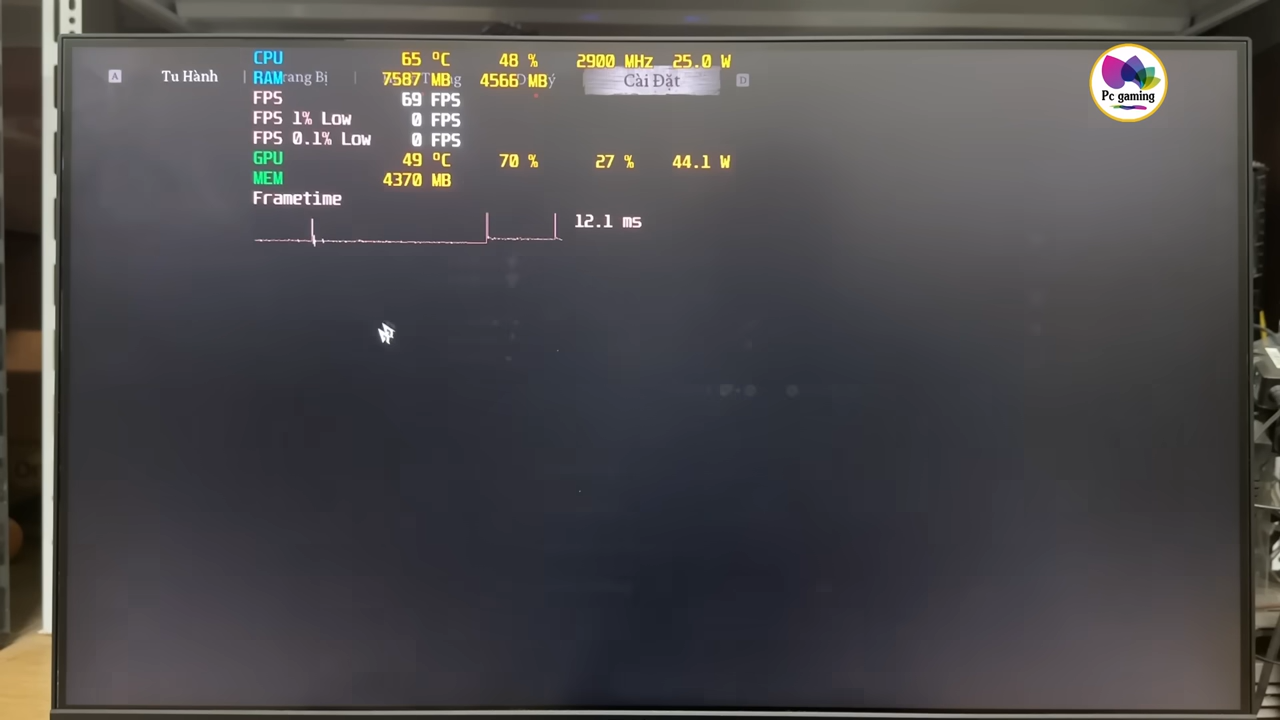 CPU 65 °C 48 % 2900 MHz 25.0 W
A Tu Hành Trang Bị Cài Đặt D
RAM 7587 MB 4566 MB
FPS 69 FPS
FPS 1% Low 0 FPS
FPS 0.1% Low 0 FPS
GPU 49 °C 70 % 27 % 44.1 W
MEM 4370 MB
Frametime
12.1 ms
Pc gaming